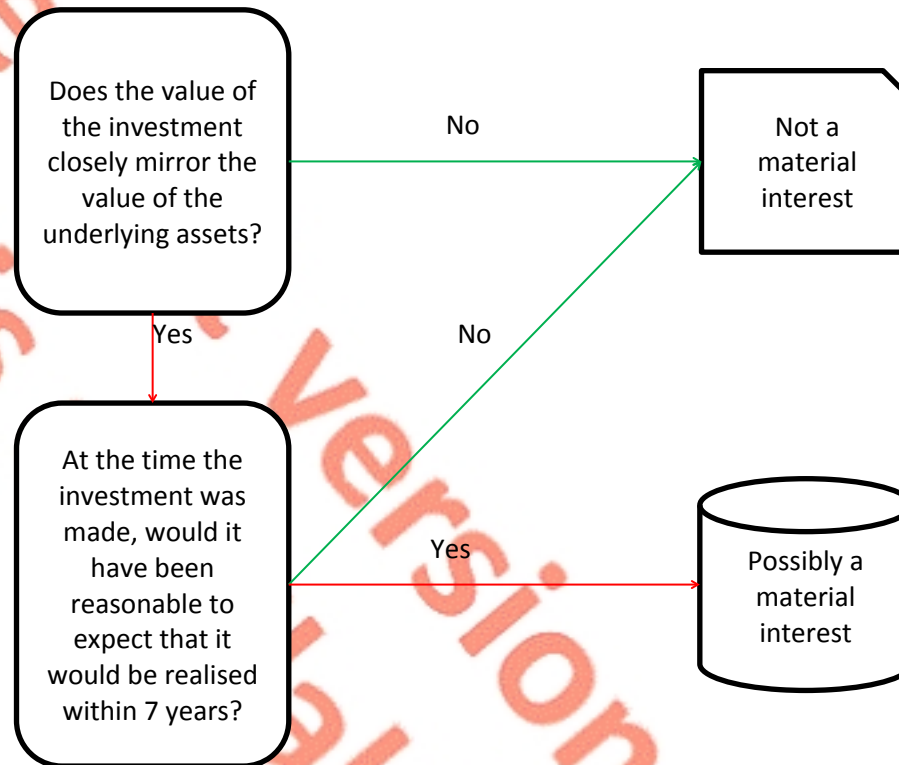 Does the value of
the investment
closely mirror the
value of the
underlying assets?
No
Not a
material
interest
Yes
No
At the time the
investment was
made, would it
have been
reasonable to
expect that it
would be realised
within 7 years?
Yes
Possibly a
material
interest
version